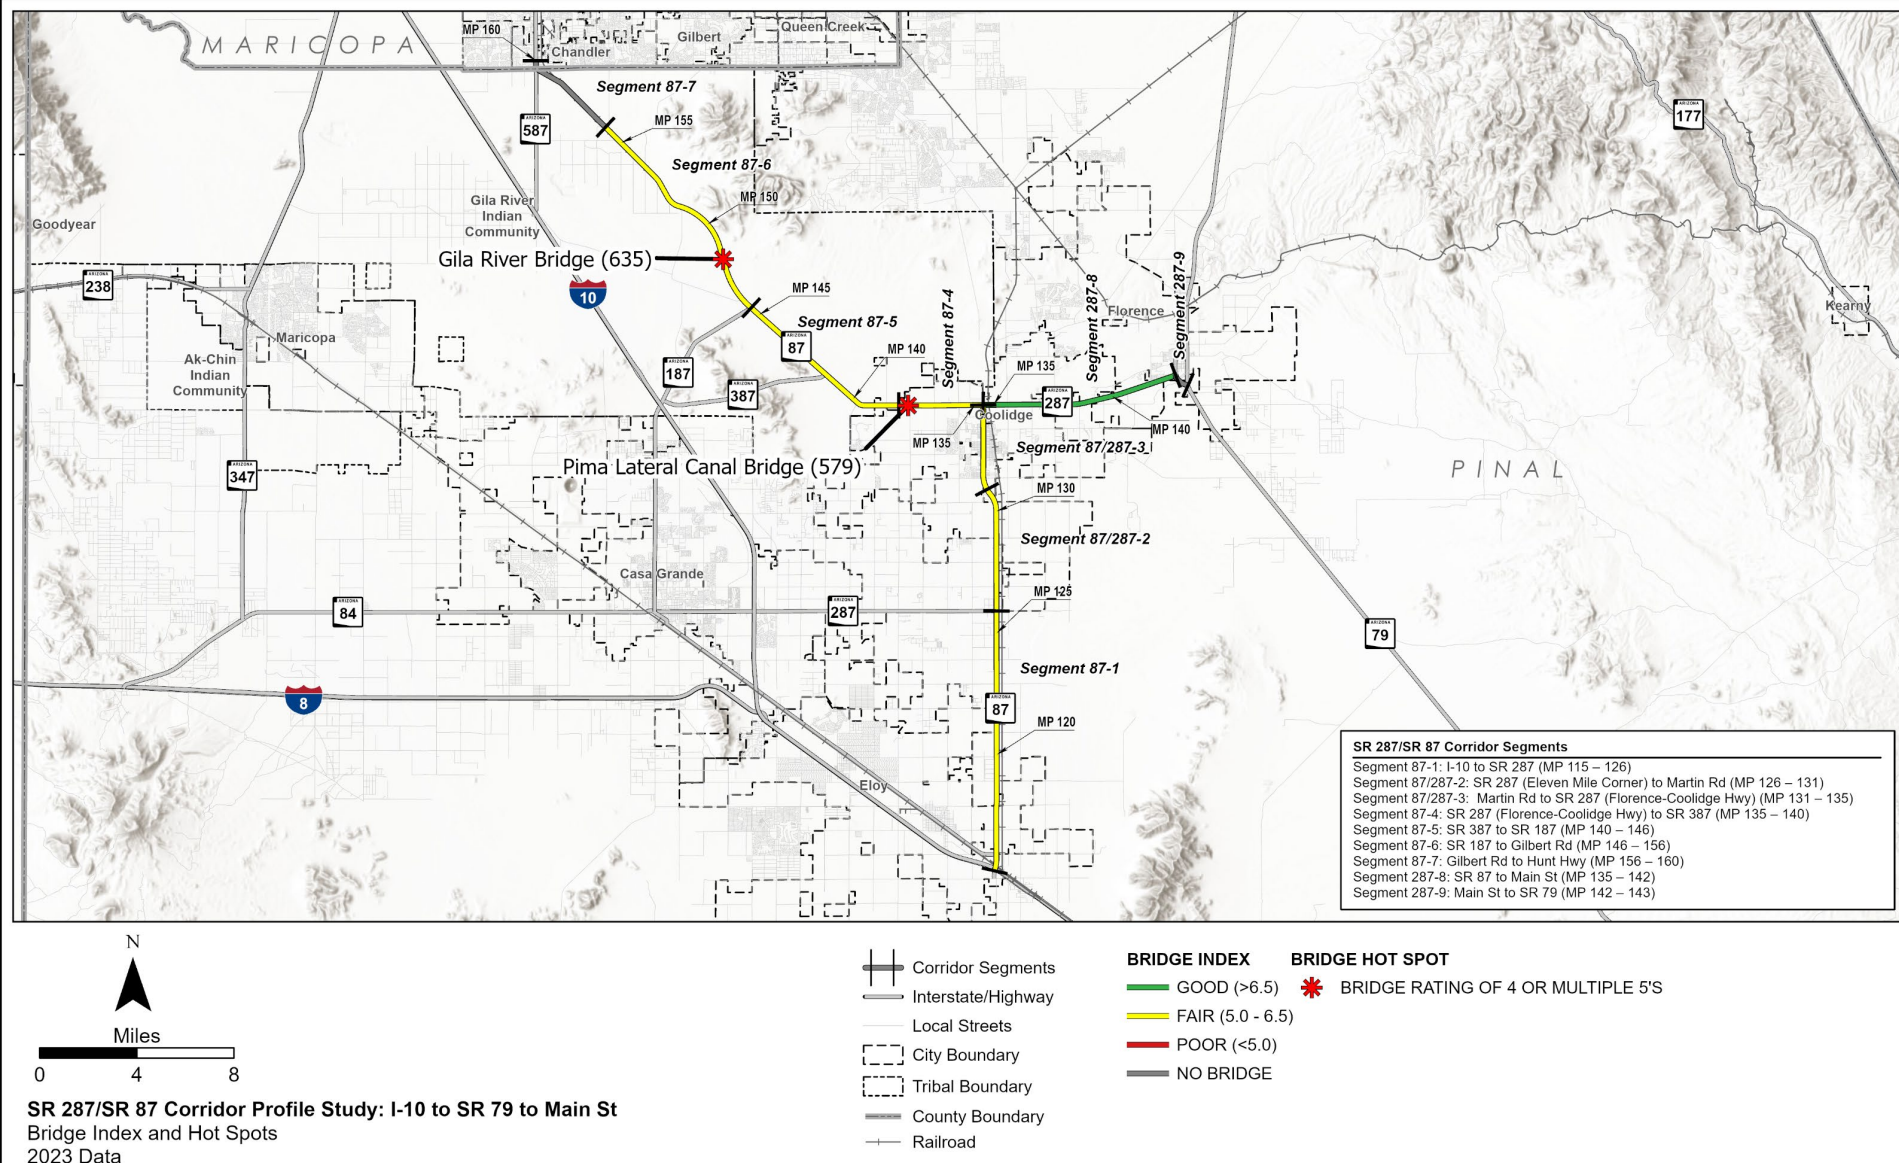 MARICOPA
MP 160
Chandler
Gilbert
Queen Creek
Segment 87-7
ARIZONA
587
MP 155
Segment 87-6
ARIZONA
177
MP 150
Gila River
Indian
Community
Goodyear
Gila River Bridge (635)
ARIZONA
238
10
MP 145
Segment 87-5
Segment 87-4
Segment 287-8
Segment 287-9
Florence
Kearny
Maricopa
Ak-Chin
Indian
Community
ARIZONA
87
MP 140
ARIZONA
187
ARIZONA
387
MP 135
ARIZONA
287
Coolidge
MP 135
MP 140
Segment 87/287-3
Pima Lateral Canal Bridge (579)
ARIZONA
347
PINAL
MP 130
Segment 87/287-2
Casa Grande
MP 125
ARIZONA
84
ARIZONA
287
ARIZONA
79
Segment 87-1
8
ARIZONA
87
MP 120
Eloy
SR 287/SR 87 Corridor Segments
Segment 87-1: I-10 to SR 287 (MP 115 – 126)
Segment 87/287-2: SR 287 (Eleven Mile Corner) to Martin Rd (MP 126 – 131)
Segment 87/287-3:  Martin Rd to SR 287 (Florence-Coolidge Hwy) (MP 131 – 135)
Segment 87-4: SR 287 (Florence-Coolidge Hwy) to SR 387 (MP 135 – 140)
Segment 87-5: SR 387 to SR 187 (MP 140 – 146)
Segment 87-6: SR 187 to Gilbert Rd (MP 146 – 156)
Segment 87-7: Gilbert Rd to Hunt Hwy (MP 156 – 160)
Segment 287-8: SR 87 to Main St (MP 135 – 142)
Segment 287-9: Main St to SR 79 (MP 142 – 143)
N
Miles
0 4 8
SR 287/SR 87 Corridor Profile Study: I-10 to SR 79 to Main St
Bridge Index and Hot Spots
2023 Data
Corridor Segments
Interstate/Highway
Local Streets
City Boundary
Tribal Boundary
County Boundary
Railroad
BRIDGE INDEX
GOOD (>6.5)
FAIR (5.0 - 6.5)
POOR (<5.0)
NO BRIDGE
BRIDGE HOT SPOT
BRIDGE RATING OF 4 OR MULTIPLE 5'S